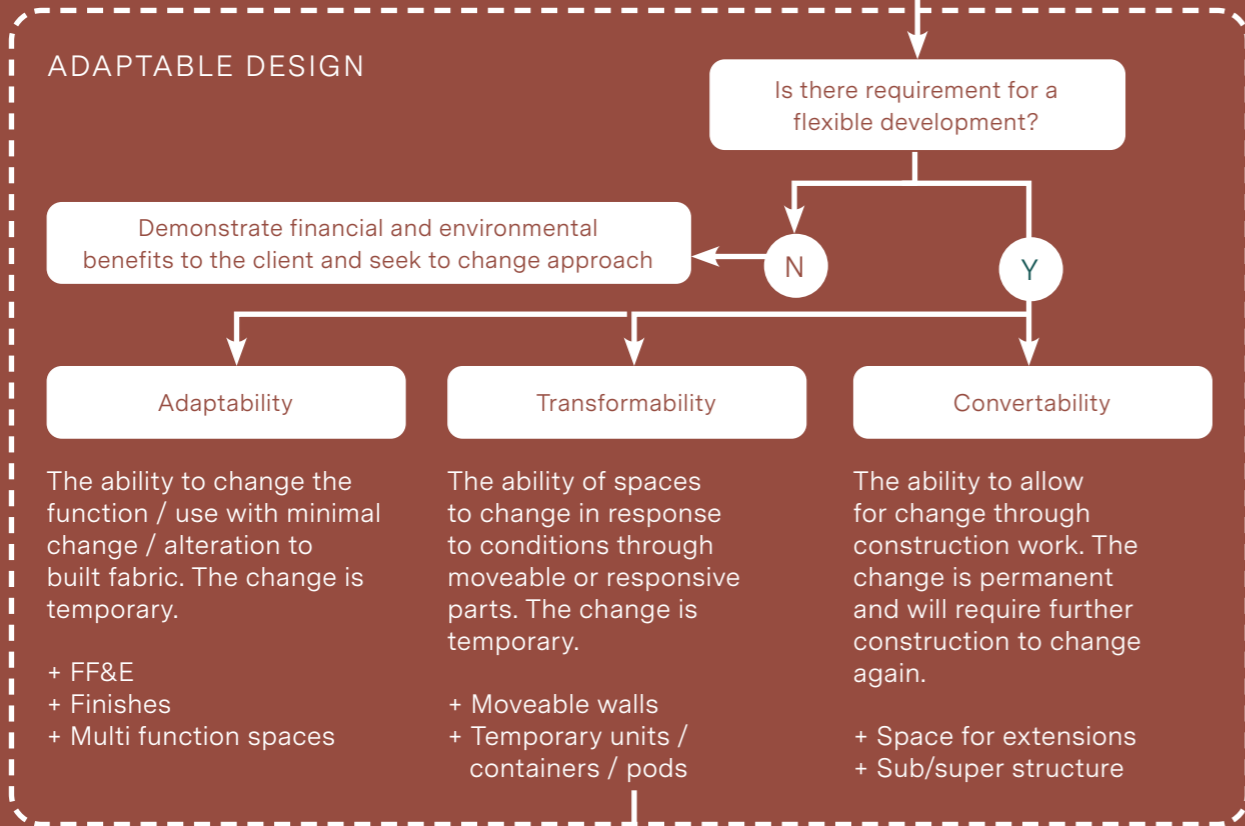 ADAPTABLE DESIGN
Is there requirement for a
flexible development?
Demonstrate financial and environmental
benefits to the client and seek to change approach
N
Y
Adaptability
The ability to change the
function / use with minimal
change / alteration to
built fabric. The change is
temporary.
+ FF&E
+ Finishes
+ Multi function spaces
Transformability
The ability of spaces
to change in response
to conditions through
moveable or responsive
parts. The change is
temporary.
+ Moveable walls
+ Temporary units /
containers / pods
Convertability
The ability to allow
for change through
construction work. The
change is permanent
and will require further
construction to change
again.
+ Space for extensions
+ Sub/super structure